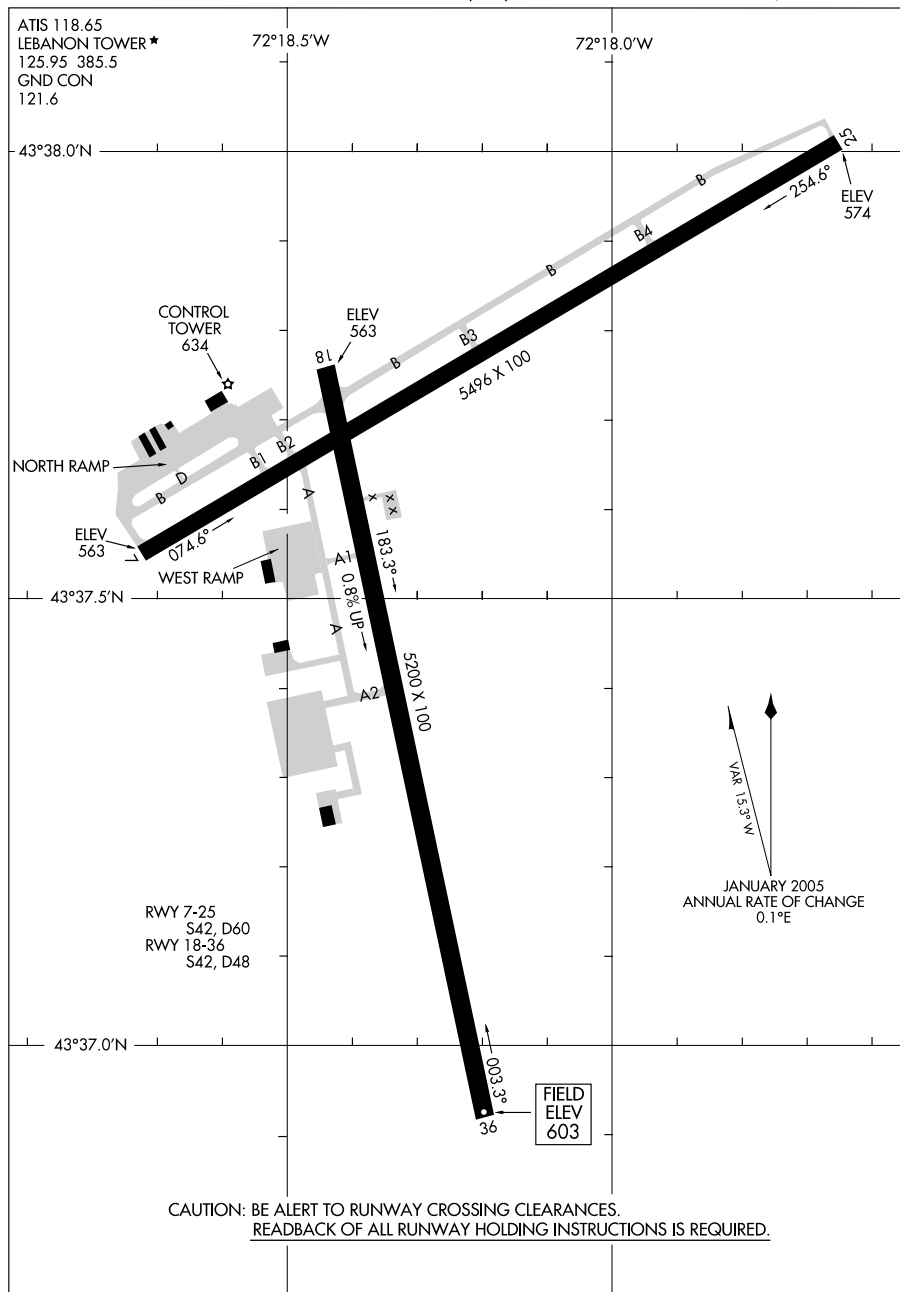 ATIS 118.65
LEBANON TOWER★
125.95 385.5
GND CON
121.6
72°18.5'W
72°18.0'W
43°38.0'N
25
254.6°
ELEV
574
B
B4
B
CONTROL
TOWER
634
ELEV
563
18
B3
B
5496 X 100
NORTH RAMP
B2
B1
D
B
A
x
x
x
ELEV
563
7
074.6°
WEST RAMP
A1
183.3°
43°37.5'N
0.8% UP
A
5200 X 100
A2
VAR 15.3° W
JANUARY 2005
ANNUAL RATE OF CHANGE
0.1°E
RWY 7-25
S42, D60
RWY 18-36
S42, D48
43°37.0'N
003.3°
36
FIELD
ELEV
603
CAUTION: BE ALERT TO RUNWAY CROSSING CLEARANCES.
READBACK OF ALL RUNWAY HOLDING INSTRUCTIONS IS REQUIRED.